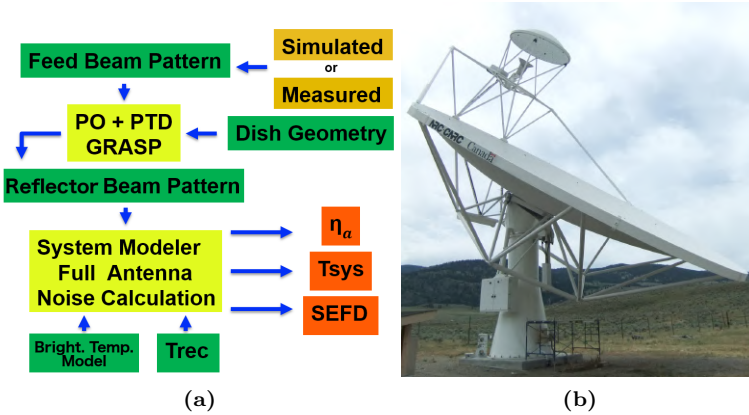 Feed Beam Pattern
Simulated
or
Measured
PO + PTD
GRASP
Dish Geometry
Reflector Beam Pattern
System Modeler
Full Antenna
Noise Calculation
ηₐ
Tsys
SEFD
Bright. Temp.
Model
Trec
NRC·CNRC
Canada
(a)
(b)